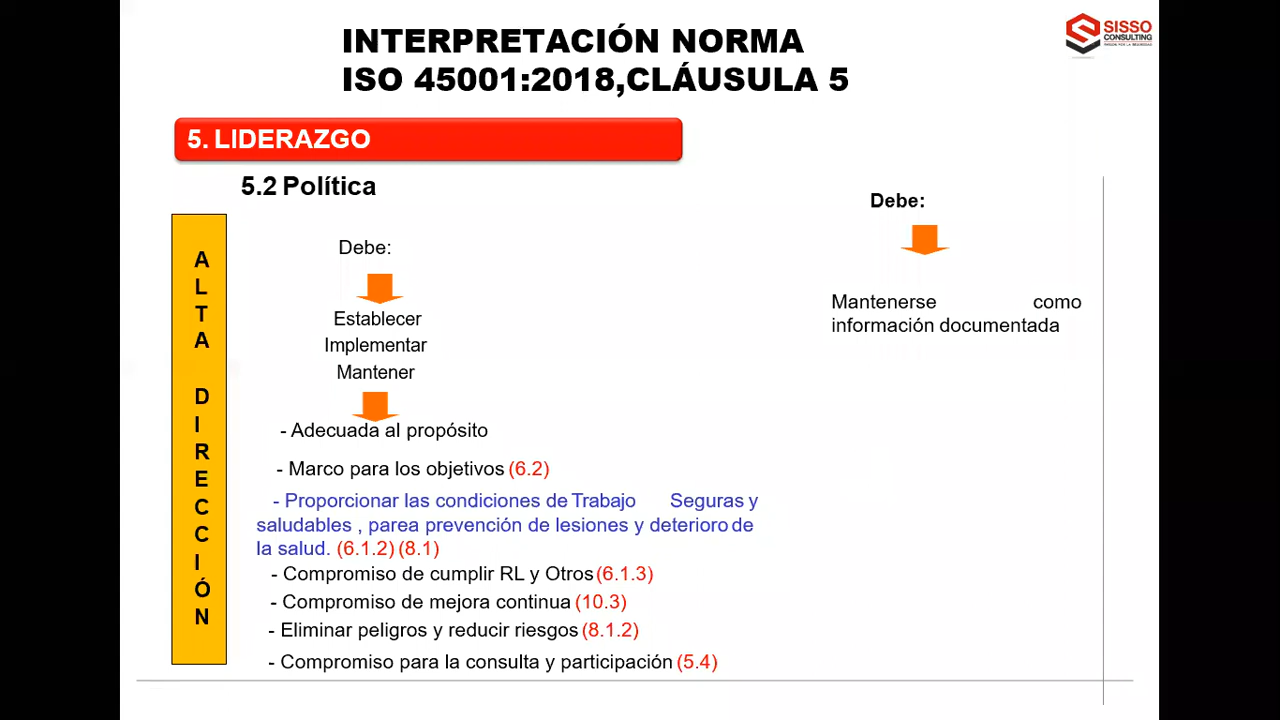 INTERPRETACIÓN NORMA
ISO 45001:2018,CLÁUSULA 5
SISSO
CONSULTING
5. LIDERAZGO
5.2 Política
ALTA DIRECCIÓN
Debe:
Establecer
Implementar
Mantener
- Adecuada al propósito
- Marco para los objetivos (6.2)
- Proporcionar las condiciones de Trabajo Seguras y
saludables , parea prevención de lesiones y deterioro de
la salud. (6.1.2) (8.1)
- Compromiso de cumplir RL y Otros (6.1.3)
- Compromiso de mejora continua (10.3)
- Eliminar peligros y reducir riesgos (8.1.2)
- Compromiso para la consulta y participación (5.4)
Debe:
Mantenerse como
información documentada